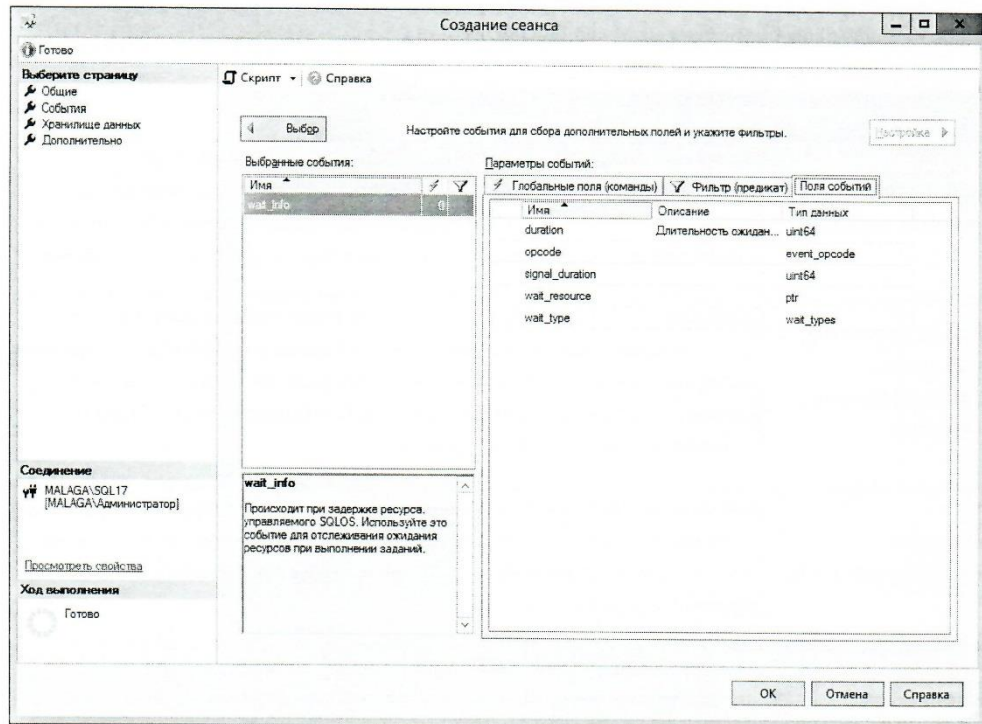 Создание сеанса
Готово
Выберите страницу
Общие
События
Хранилище данных
Дополнительно
Скрипт
Справка
Выбор
Настройте события для сбора дополнительных полей и укажите фильтры.
Настройка
Выбранные события:
Имя
wait_info
0
Параметры событий:
Глобальные поля (команды)
Фильтр (предикат)
Поля событий
Имя Описание Тип данных
duration Длительность ожидан... uint64
opcode event_opcode
signal_duration uint64
wait_resource ptr
wait_type wait_types
Соединение
MALAGA\SQL17
[MALAGA\Администратор]
Просмотреть свойства
Ход выполнения
Готово
wait_info
Происходит при задержке ресурса,
управляемого SQLOS. Используйте это
событие для отслеживания ожидания
ресурсов при выполнении заданий.
OK
Отмена
Справка